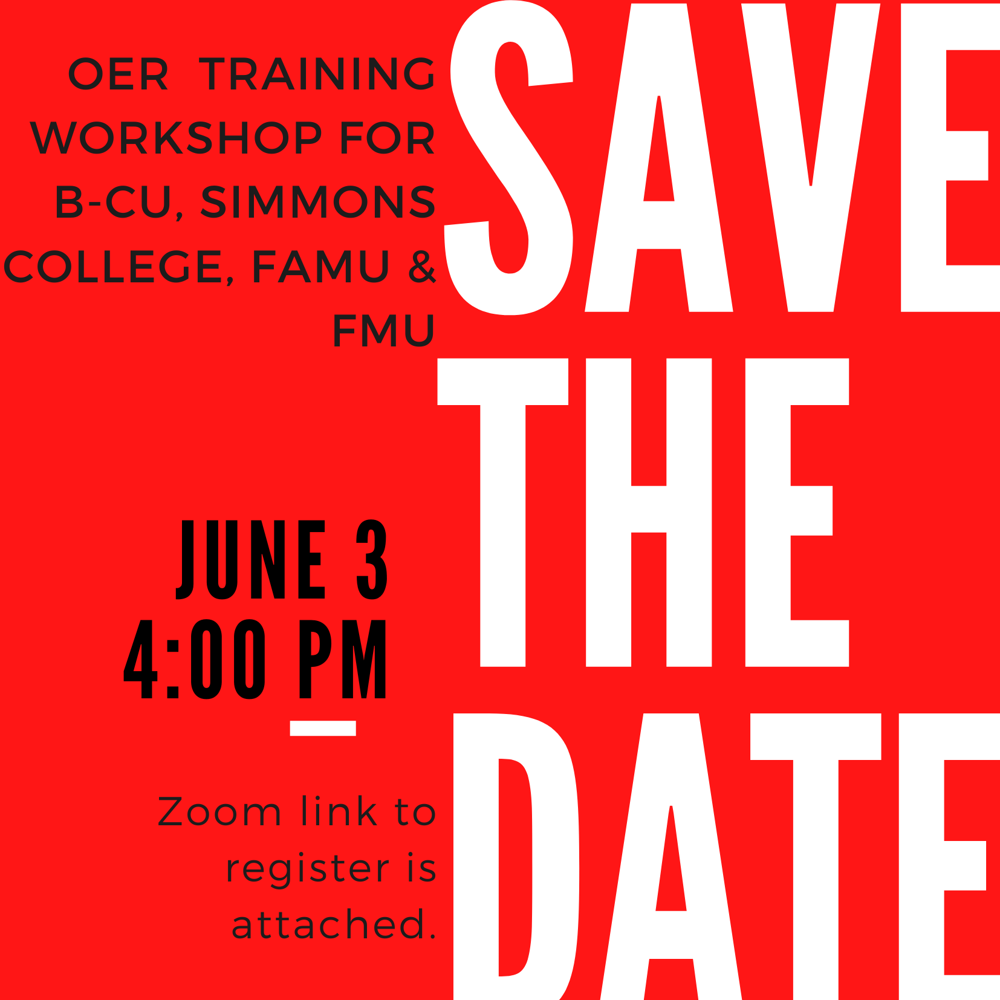 OER TRAINING
WORKSHOP FOR
B-CU, SIMMONS
COLLEGE, FAMU &
FMU
JUNE 3
4:00 PM
Zoom link to
register is
attached.
SAVE
THE
DATE